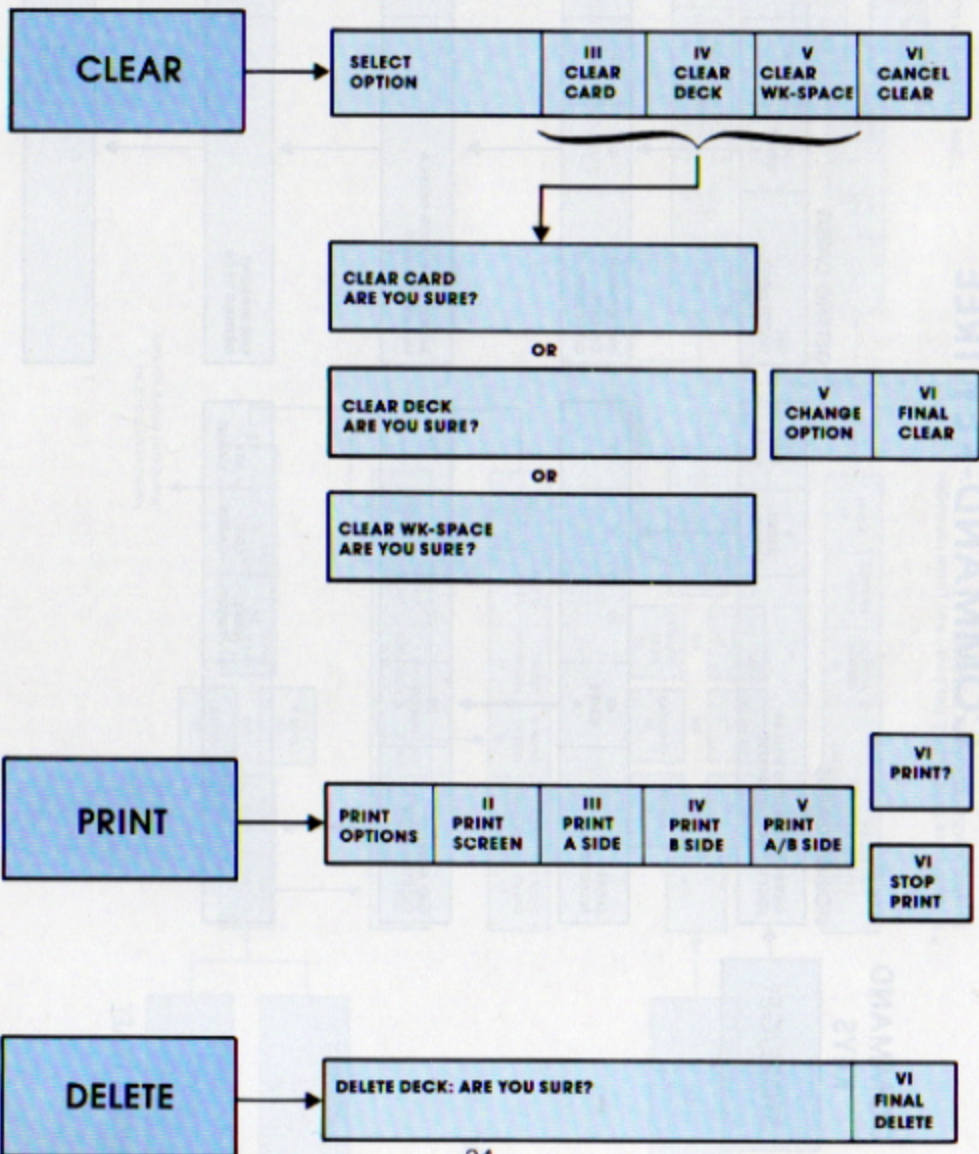 CLEAR
SELECT
OPTION
III
CLEAR
CARD
IV
CLEAR
DECK
V
CLEAR
WK-SPACE
VI
CANCEL
CLEAR
CLEAR CARD
ARE YOU SURE?
OR
CLEAR DECK
ARE YOU SURE?
V
CHANGE
OPTION
VI
FINAL
CLEAR
OR
CLEAR WK-SPACE
ARE YOU SURE?
PRINT
PRINT
OPTIONS
II
PRINT
SCREEN
III
PRINT
A SIDE
IV
PRINT
B SIDE
V
PRINT
A/B SIDE
VI
PRINT?
VI
STOP
PRINT
DELETE
DELETE DECK: ARE YOU SURE?
VI
FINAL
DELETE